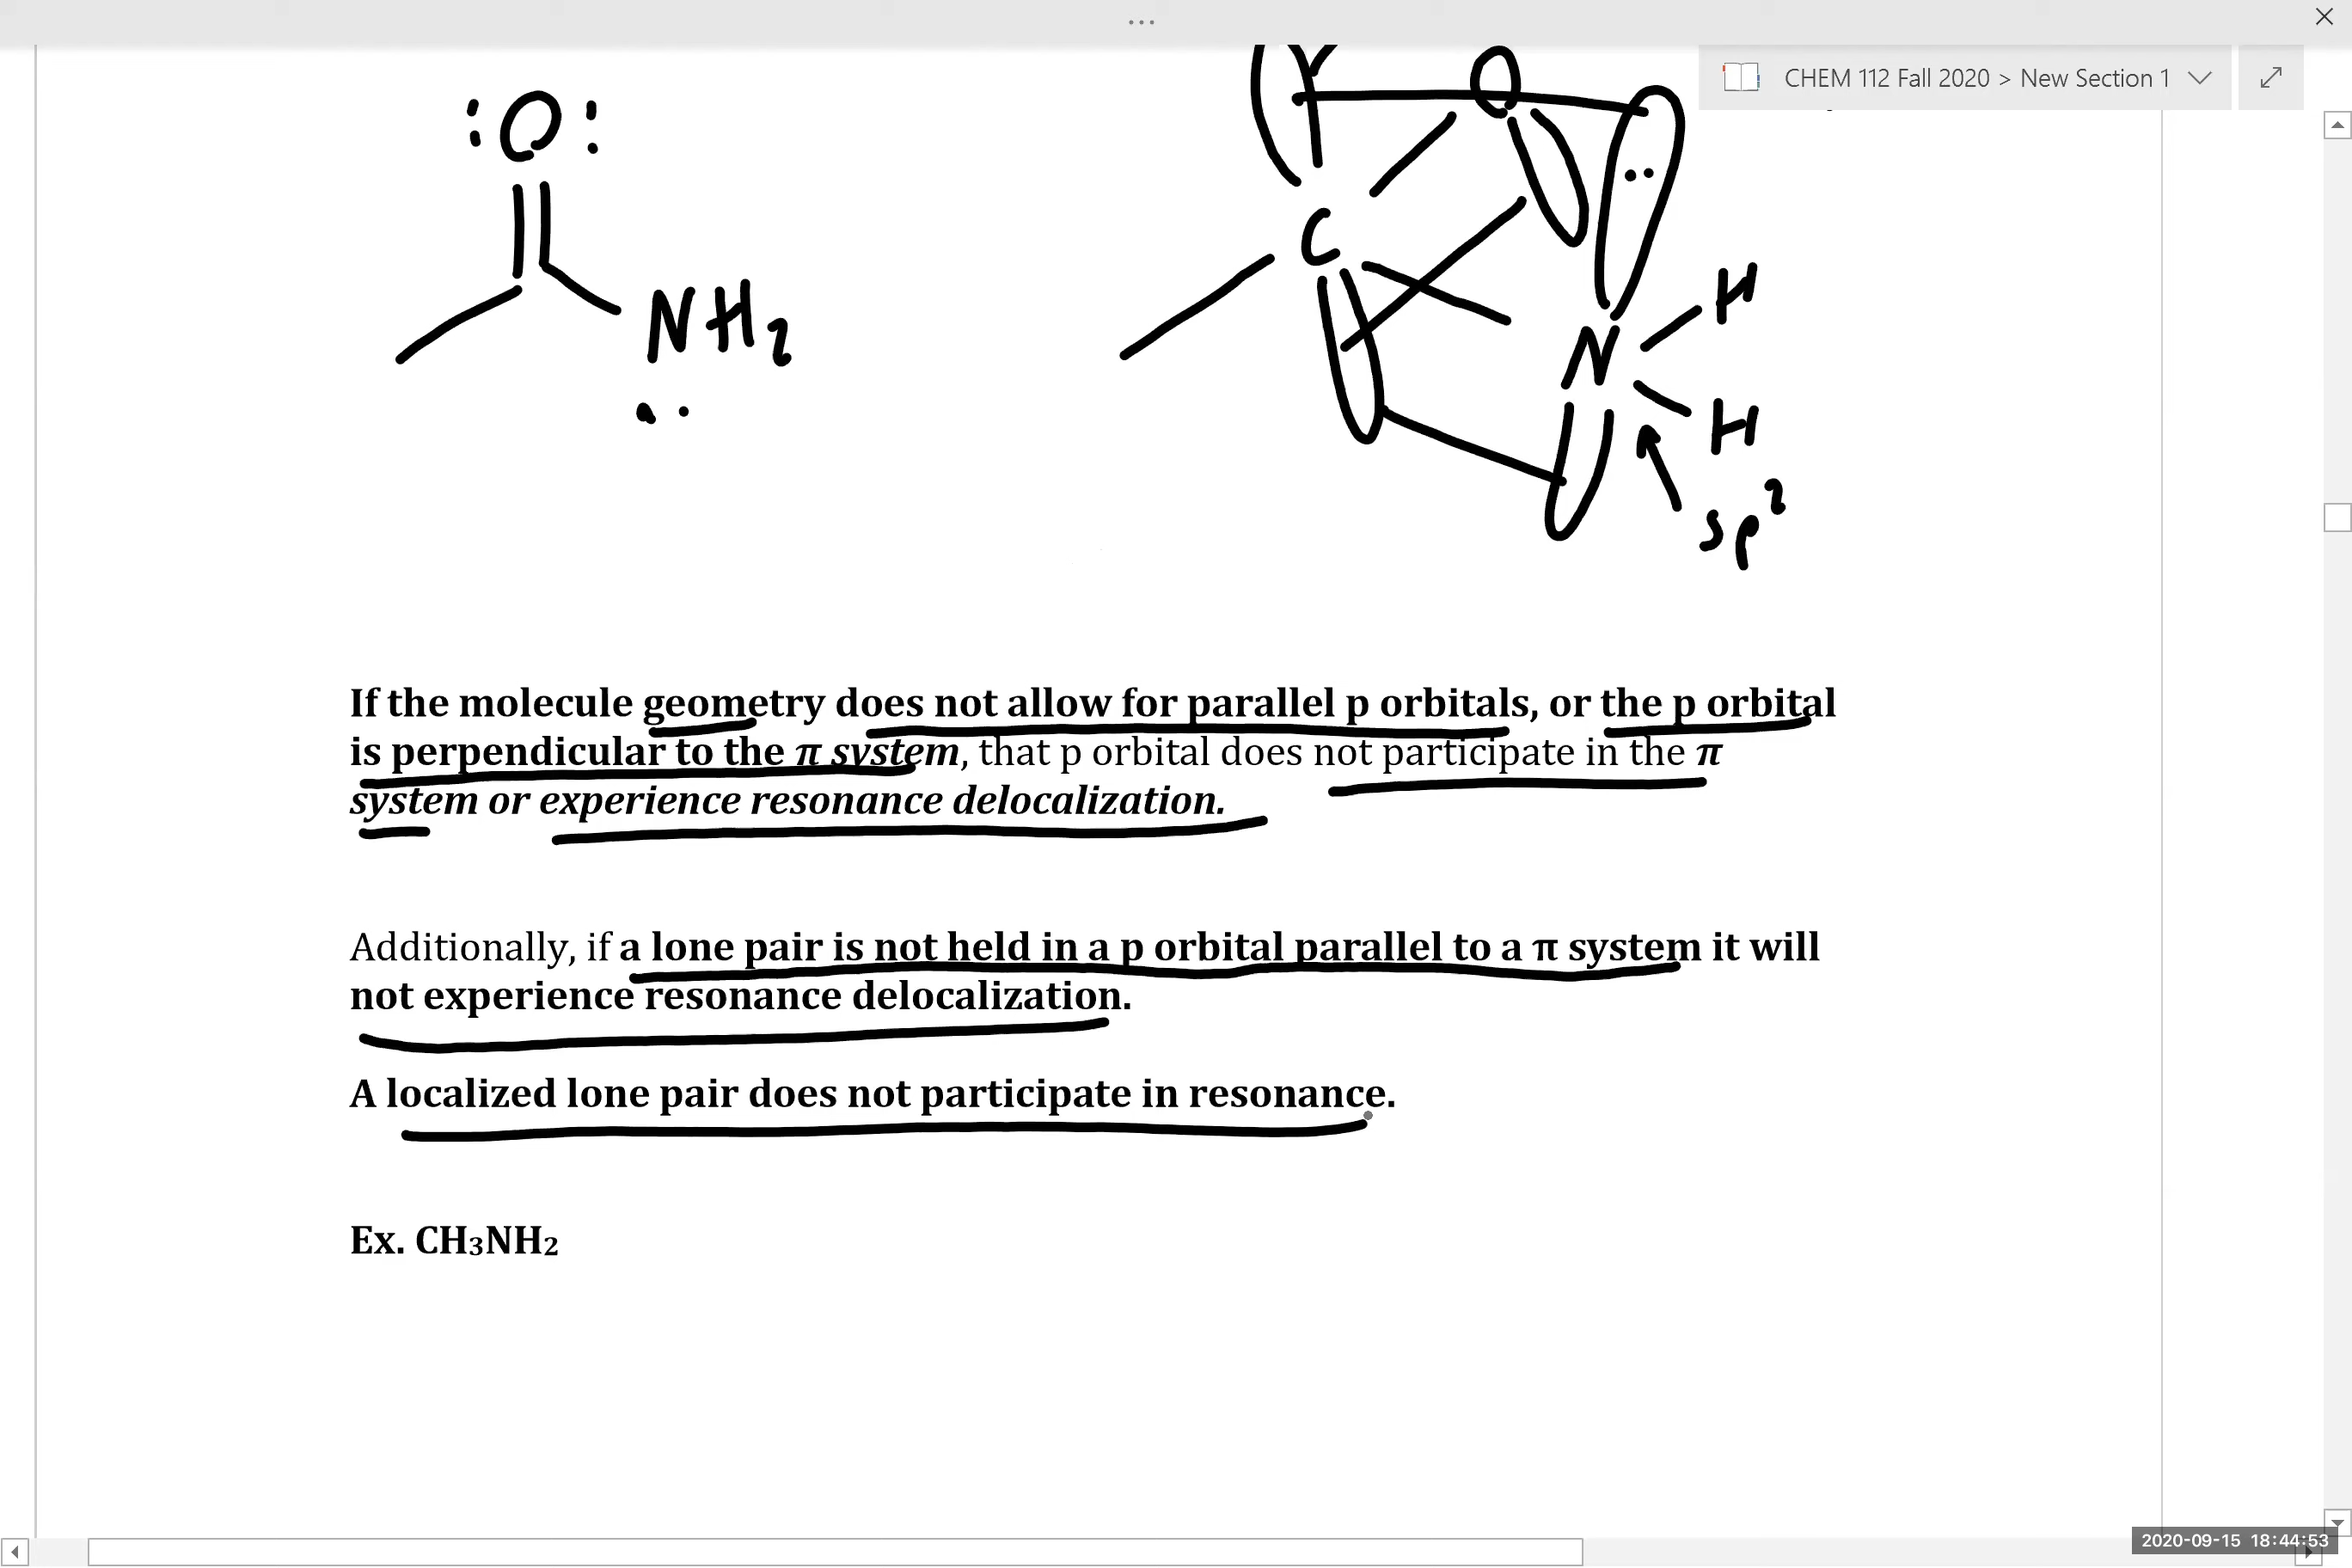 ...
CHEM 112 Fall 2020 > New Section 1
:O:
NH₂
..
O
C
..
H
N
H
sp²
If the molecule geometry does not allow for parallel p orbitals, or the p orbital
is perpendicular to the π system, that p orbital does not participate in the π
system or experience resonance delocalization.
Additionally, if a lone pair is not held in a p orbital parallel to a π system it will
not experience resonance delocalization.
A localized lone pair does not participate in resonance.
Ex. CH₃NH₂
2020-09-15 18:44:53